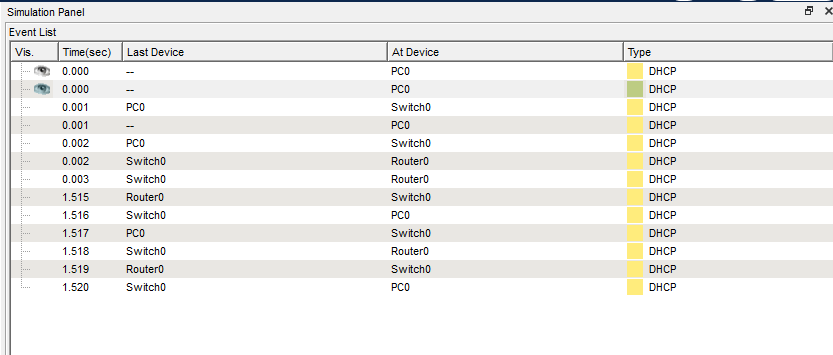 Simulation Panel
Event List
Vis. Time(sec) Last Device At Device Type
0.000 -- PC0 DHCP
0.000 -- PC0 DHCP
0.001 PC0 Switch0 DHCP
0.001 -- PC0 DHCP
0.002 PC0 Switch0 DHCP
0.002 Switch0 Router0 DHCP
0.003 Switch0 Router0 DHCP
1.515 Router0 Switch0 DHCP
1.516 Switch0 PC0 DHCP
1.517 PC0 Switch0 DHCP
1.518 Switch0 Router0 DHCP
1.519 Router0 Switch0 DHCP
1.520 Switch0 PC0 DHCP